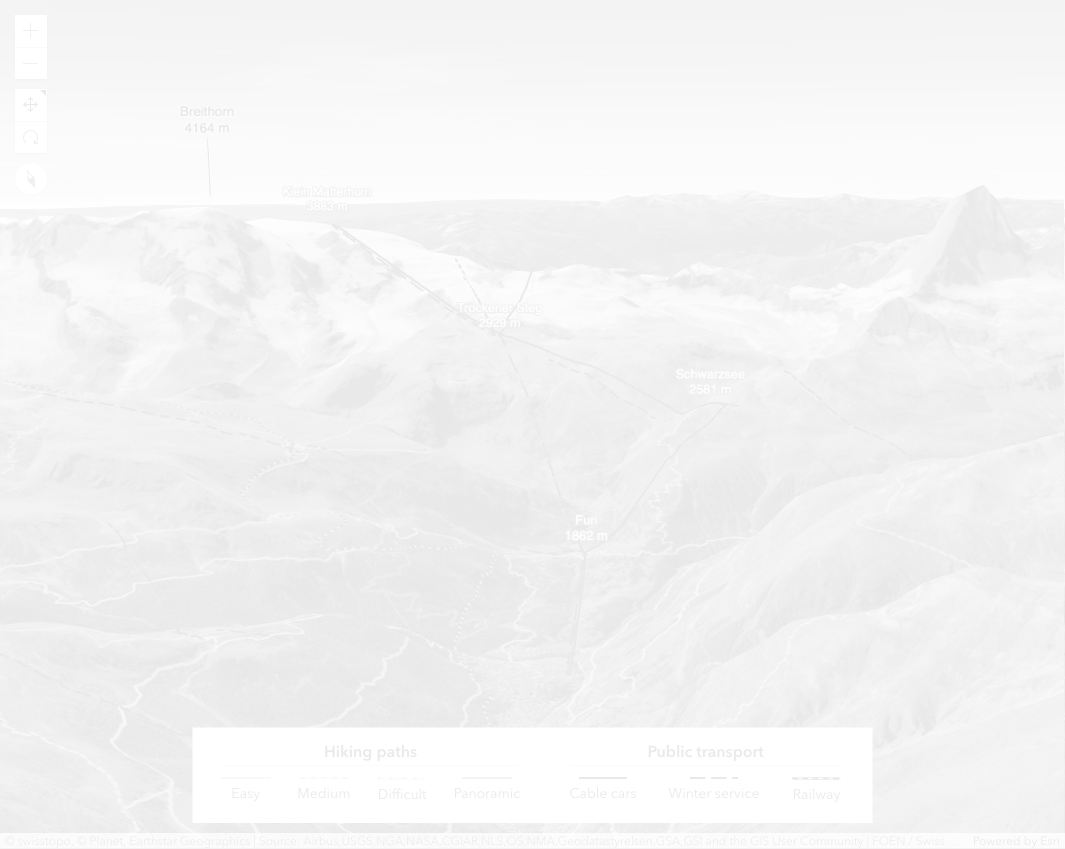 Breithorn
4164 m
Klein Matterhorn
3883 m
Trockener Steg
2929 m
Schwarzsee
2581 m
Furi
1862 m
Hiking paths
Public transport
Easy
Medium
Difficult
Panoramic
Cable cars
Winter service
Railway
© swisstopo, © Planet, Earthstar Geographics | Source: Airbus,USGS,NGA,NASA,CGIAR,NLS,OS,NMA,Geodatastyrelsen,GSA,GSI and the GIS User Community | FOEN / Swiss
Powered by Esri